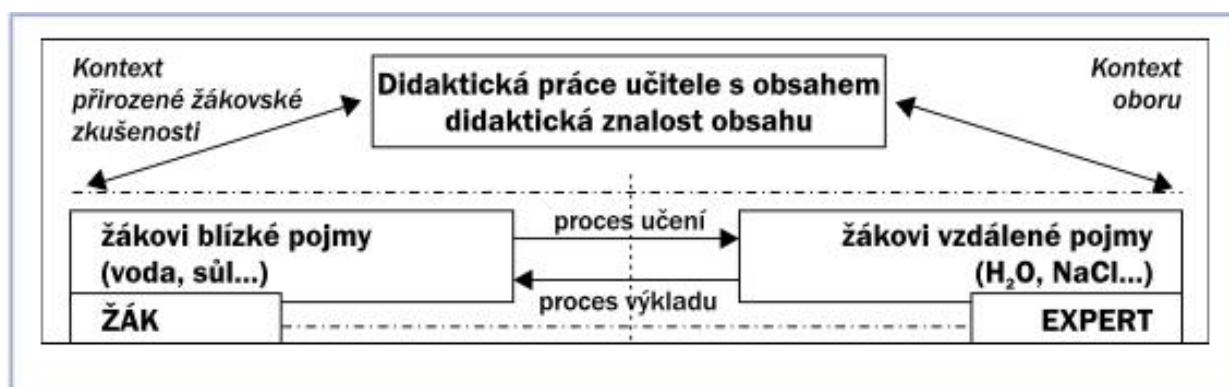 Kontext
přirozené žákovské
zkušenosti
Didaktická práce učitele s obsahem
didaktická znalost obsahu
Kontext
oboru
žákovi blízké pojmy
(voda, sůl...)
proces učení
proces výkladu
žákovi vzdálené pojmy
(H₂O, NaCl...)
ŽÁK
EXPERT